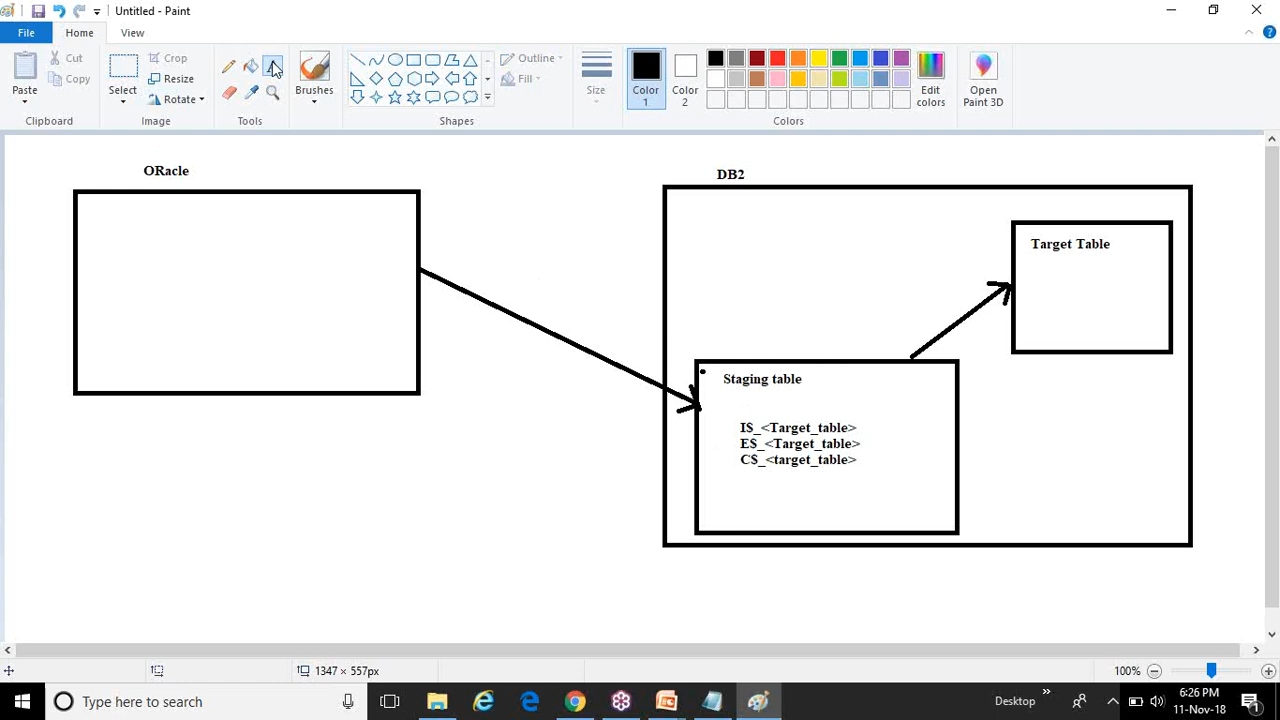 Untitled - Paint
File
Home
View
Paste
Cut
Copy
Clipboard
Select
Crop
Resize
Rotate
Image
Tools
Brushes
Shapes
Outline
Fill
Size
Color 1
Color 2
Colors
Edit colors
Open Paint 3D
ORacle
DB2
Target Table
Staging table
I$_<Target_table>
E$_<Target_table>
C$_<target_table>
1347 × 557px
100%
Type here to search
Desktop
6:26 PM
11-Nov-18